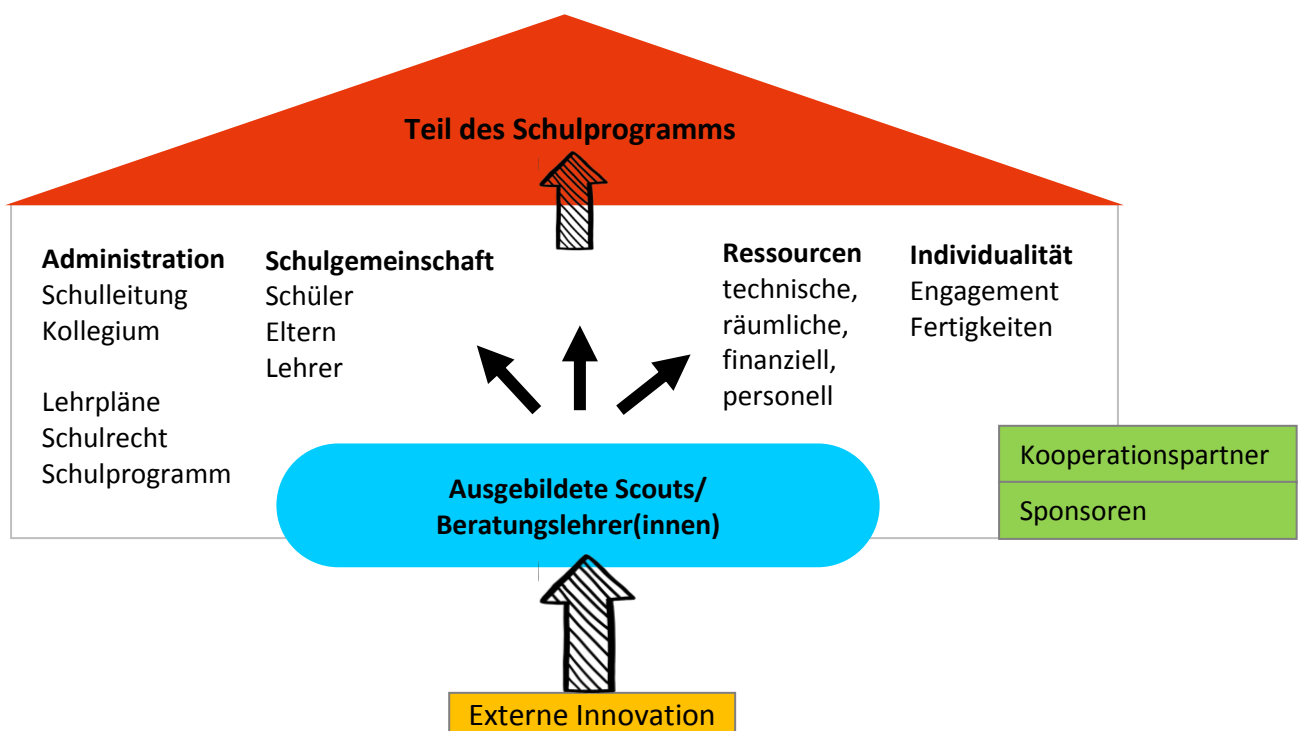 Teil des Schulprogramms
Administration
Schulleitung
Kollegium
Lehrpläne
Schulrecht
Schulprogramm
Schulgemeinschaft
Schüler
Eltern
Lehrer
Ressourcen
technische,
räumliche,
finanziell,
personell
Individualität
Engagement
Fertigkeiten
Kooperationspartner
Sponsoren
Ausgebildete Scouts/
Beratungslehrer(innen)
Externe Innovation